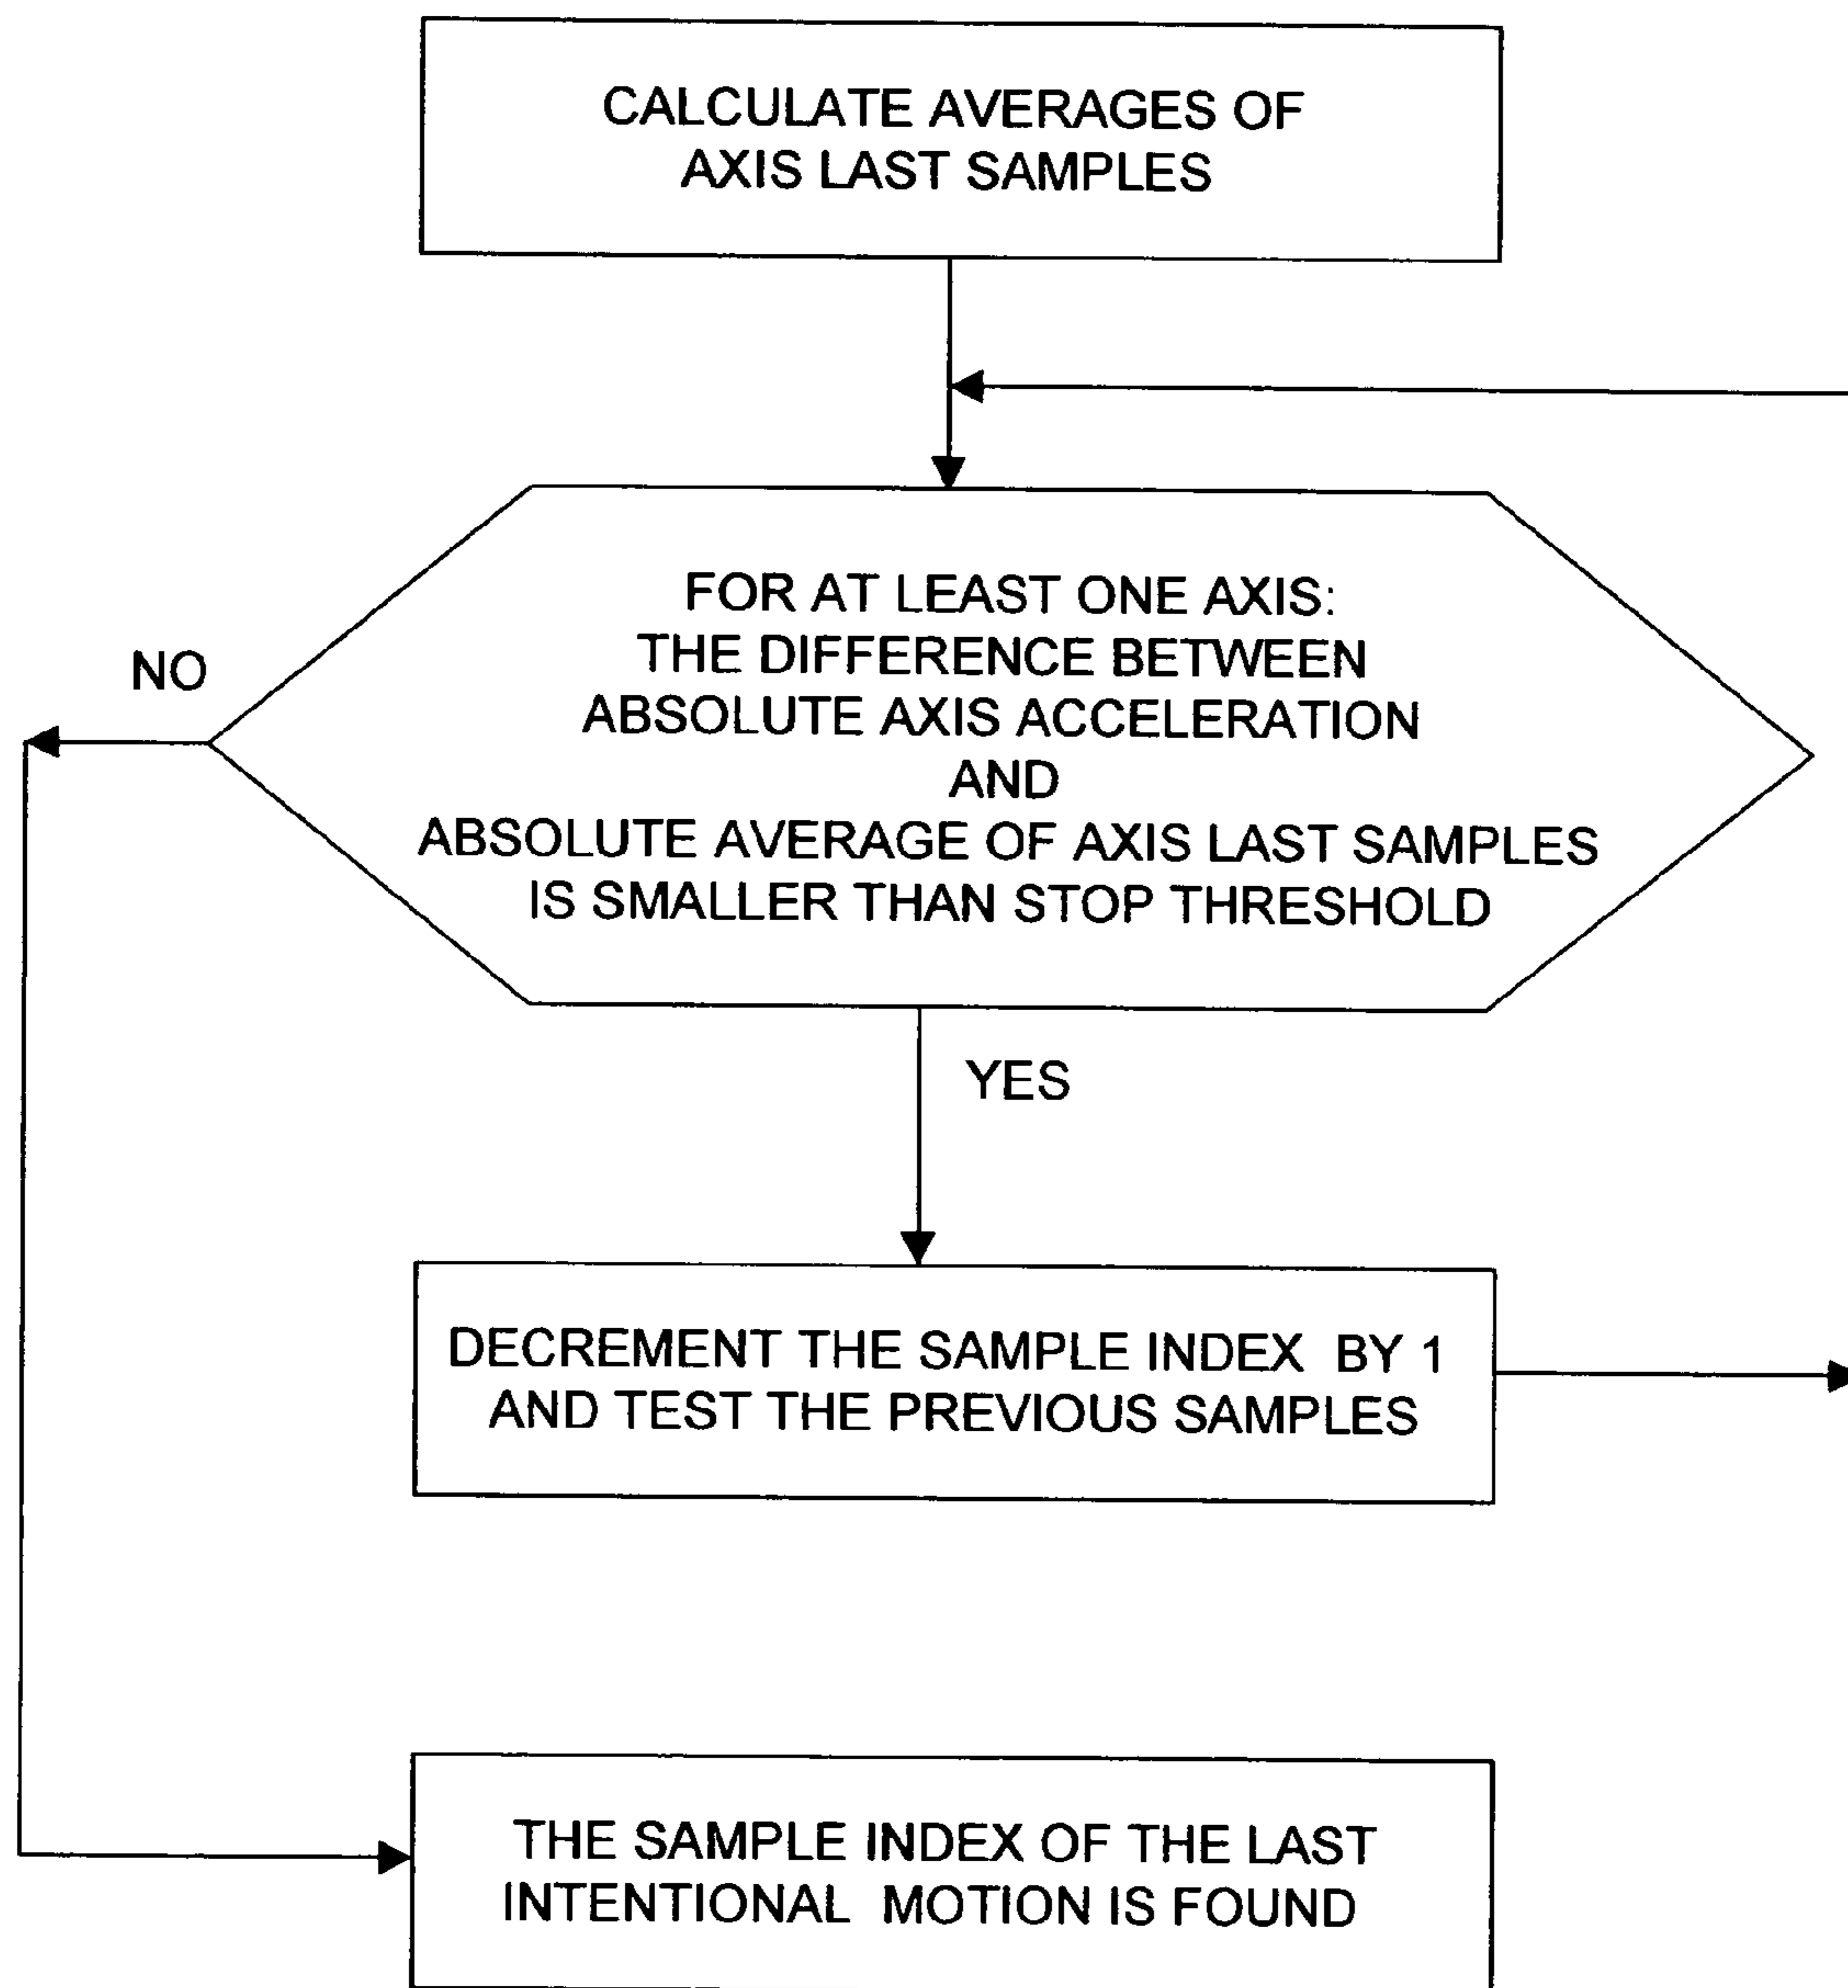 CALCULATE AVERAGES OF
AXIS LAST SAMPLES
FOR AT LEAST ONE AXIS:
THE DIFFERENCE BETWEEN
ABSOLUTE AXIS ACCELERATION
AND
ABSOLUTE AVERAGE OF AXIS LAST SAMPLES
IS SMALLER THAN STOP THRESHOLD
NO
YES
DECREMENT THE SAMPLE INDEX BY 1
AND TEST THE PREVIOUS SAMPLES
THE SAMPLE INDEX OF THE LAST
INTENTIONAL MOTION IS FOUND